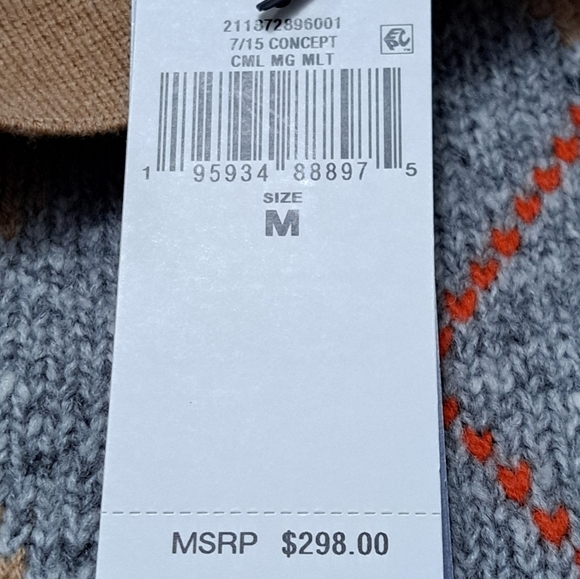 211872896001
7/15 CONCEPT
CML MG MLT
1 95934 88897 5
SIZE
M
MSRP $298.00